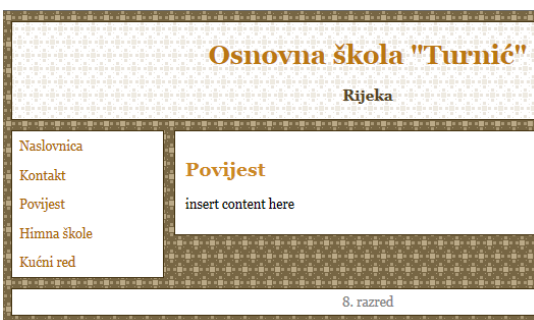 Osnovna škola "Turnić"
Rijeka
Naslovnica
Kontakt
Povijest
Himna škole
Kućni red
Povijest
insert content here
8. razred